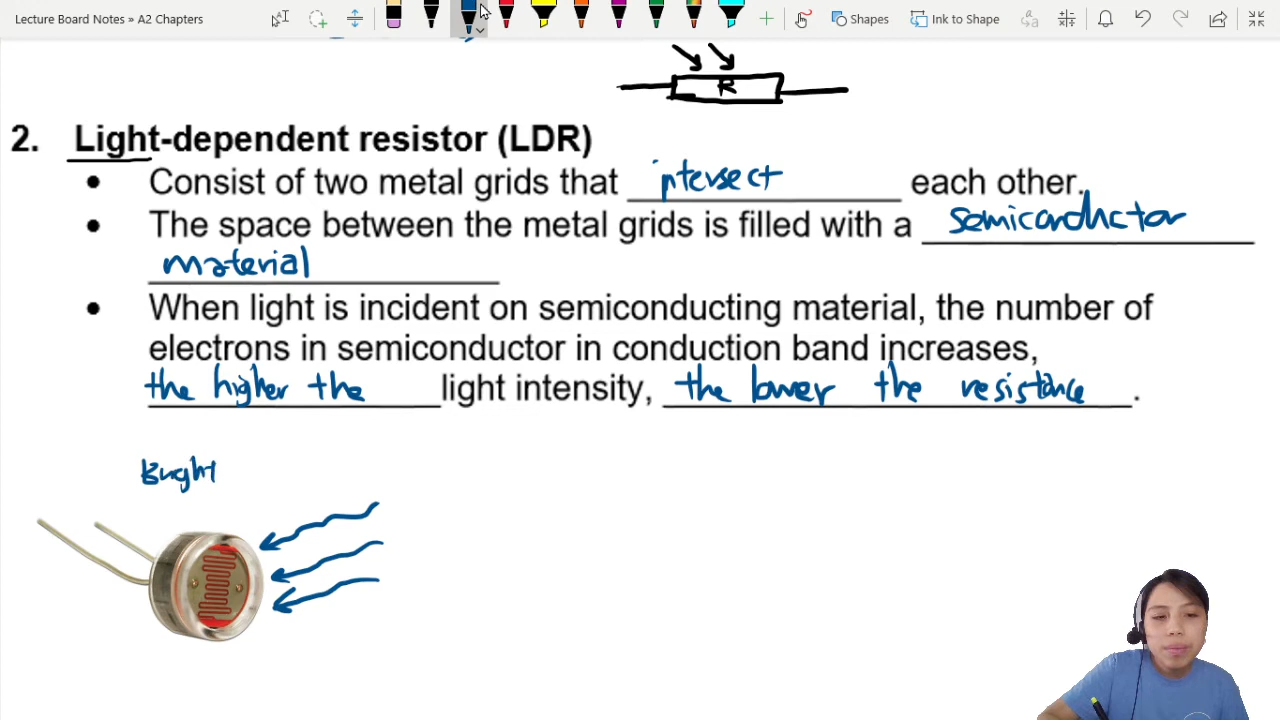 Lecture Board Notes » A2 Chapters
Shapes
Ink to Shape
R
2. Light-dependent resistor (LDR)
• Consist of two metal grids that intersect each other.
• The space between the metal grids is filled with a semiconductor
material
• When light is incident on semiconducting material, the number of
electrons in semiconductor in conduction band increases,
the higher the light intensity, the lower the resistance.
Bright